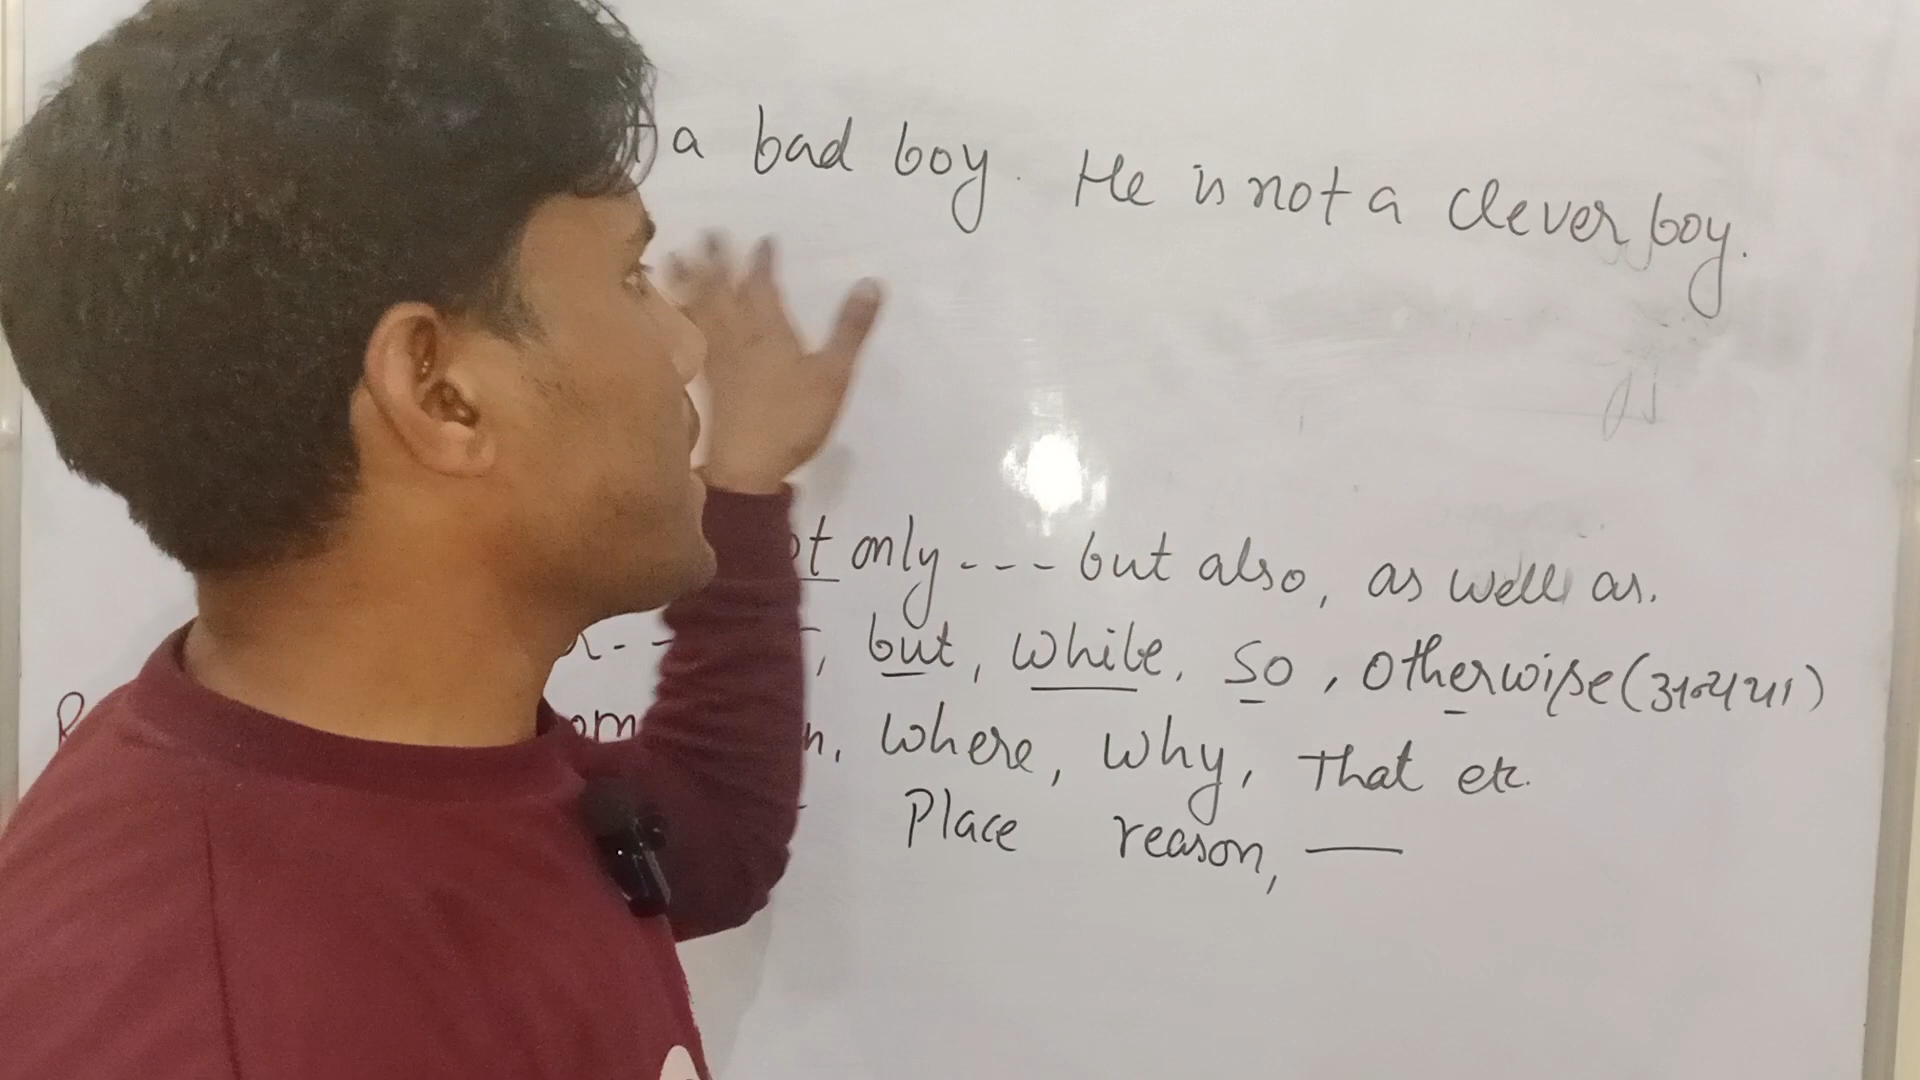 a bad boy. He is not a clever boy.
only --- but also, as well as.
but, while, so, otherwise (अन्यथा)
where, why, that etc.
Place reason, —